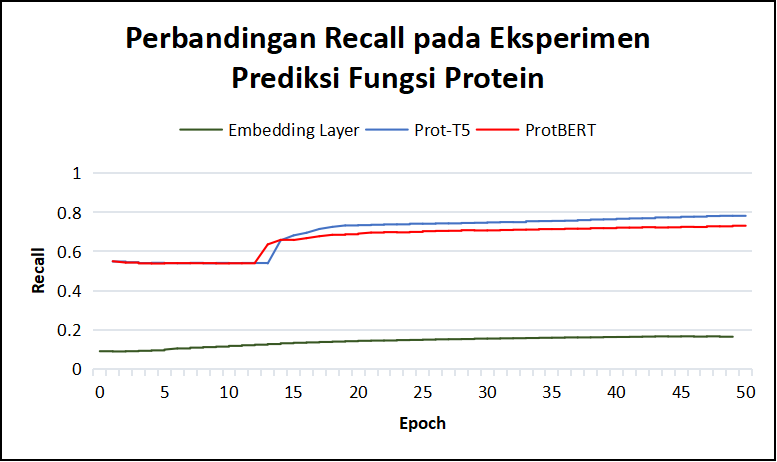 Perbandingan Recall pada Eksperimen
Prediksi Fungsi Protein
Embedding Layer Prot-T5 ProtBERT
1
0.8
0.6
0.4
0.2
0
Recall
0 5 10 15 20 25 30 35 40 45 50
Epoch